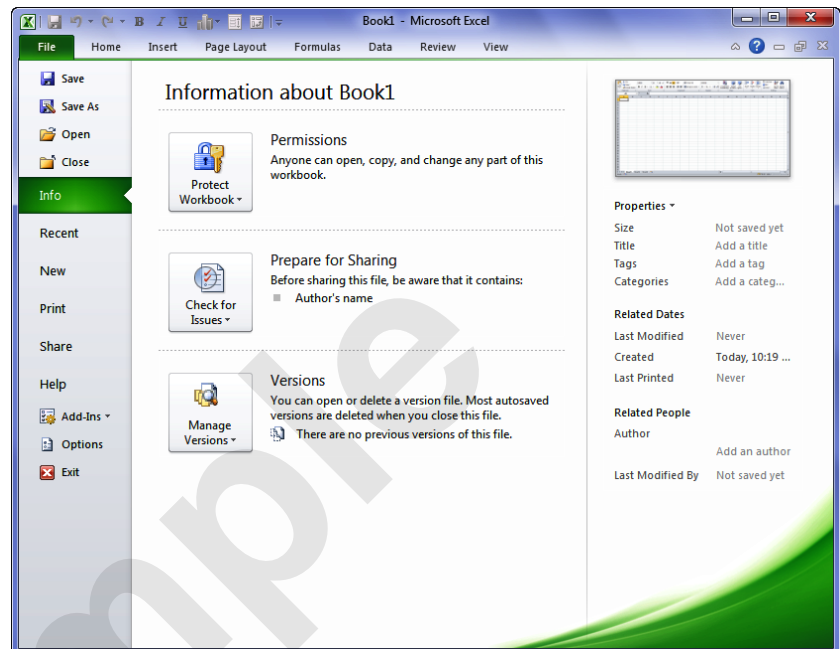 Book1 - Microsoft Excel
File Home Insert Page Layout Formulas Data Review View
Save
Save As
Open
Close
Info
Recent
New
Print
Share
Help
Add-Ins
Options
Exit
Information about Book1
Protect
Workbook
Permissions
Anyone can open, copy, and change any part of this
workbook.
Check for
Issues
Prepare for Sharing
Before sharing this file, be aware that it contains:
Author's name
Manage
Versions
Versions
You can open or delete a version file. Most autosaved
versions are deleted when you close this file.
There are no previous versions of this file.
Properties
Size Not saved yet
Title Add a title
Tags Add a tag
Categories Add a categ...
Related Dates
Last Modified Never
Created Today, 10:19 ...
Last Printed Never
Related People
Author
Add an author
Last Modified By Not saved yet
mple